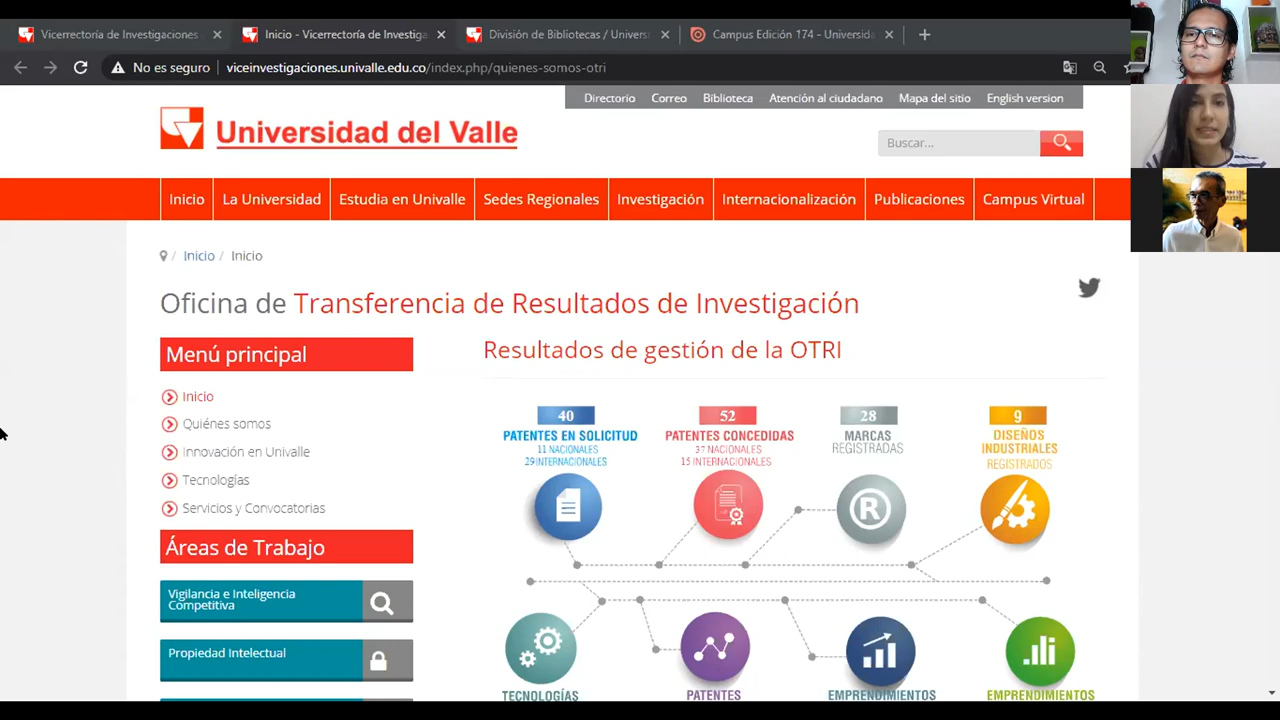 Vicerrectoría de Investigaciones
Inicio - Vicerrectoría de Investiga
División de Bibliotecas / Univers
Campus Edición 174 - Universida
No es seguro
viceinvestigaciones.univalle.edu.co/index.php/quienes-somos-otri
Directorio Correo Biblioteca Atención al ciudadano Mapa del sitio English version
Universidad del Valle
Buscar...
Inicio La Universidad Estudia en Univalle Sedes Regionales Investigación Internacionalización Publicaciones Campus Virtual
/ Inicio / Inicio
Oficina de Transferencia de Resultados de Investigación
Menú principal
Inicio
Quiénes somos
Innovación en Univalle
Tecnologías
Servicios y Convocatorias
Áreas de Trabajo
Vigilancia e Inteligencia
Competitiva
Propiedad Intelectual
Resultados de gestión de la OTRI
40
PATENTES EN SOLICITUD
11 NACIONALES
29 INTERNACIONALES
52
PATENTES CONCEDIDAS
37 NACIONALES
15 INTERNACIONALES
28
MARCAS
REGISTRADAS
®
9
DISEÑOS
INDUSTRIALES
REGISTRADOS
TECNOLOGÍAS
PATENTES
EMPRENDIMIENTOS
EMPRENDIMIENTOS